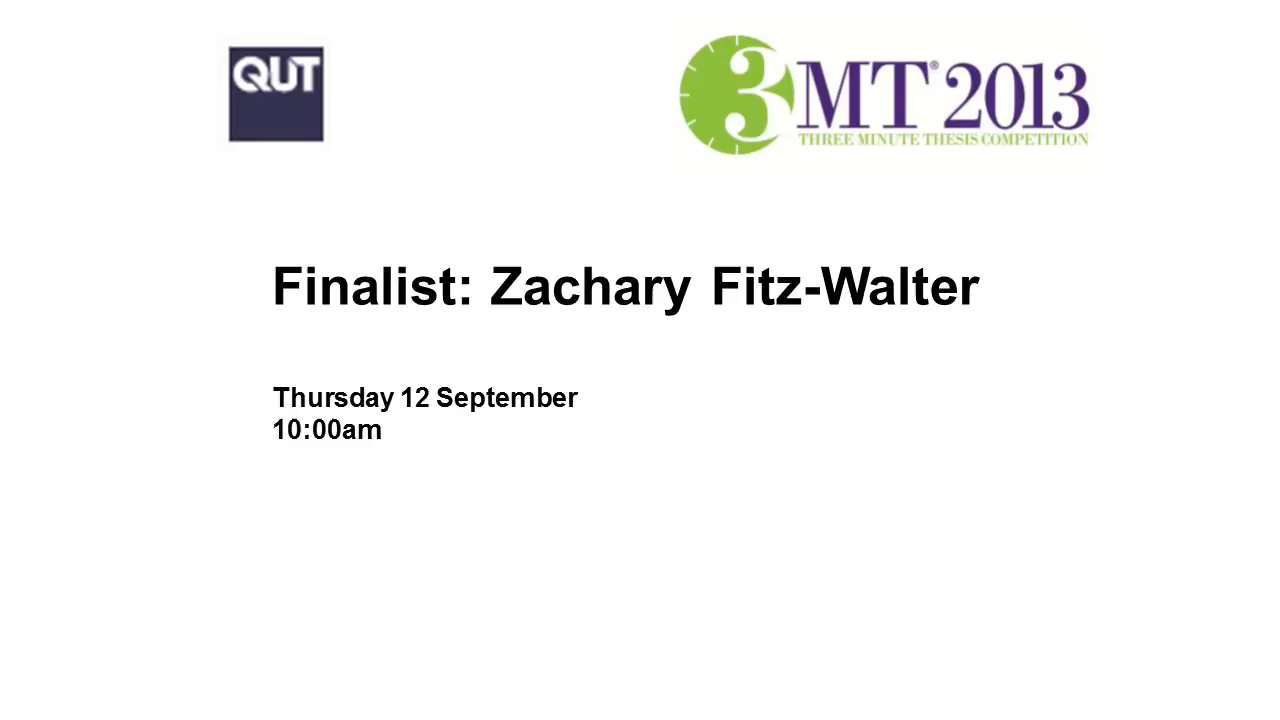 QUT
3MT® 2013
THREE MINUTE THESIS COMPETITION
Finalist: Zachary Fitz-Walter
Thursday 12 September
10:00am